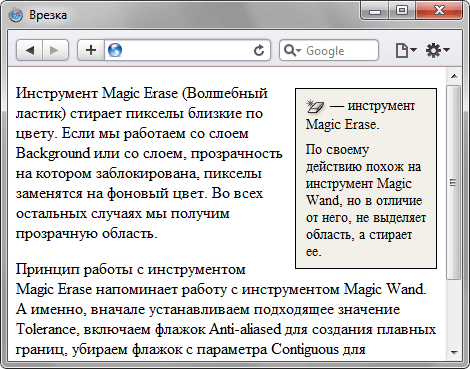 Врезка
Google
Инструмент Magic Erase (Волшебный
ластик) стирает пикселы близкие по
цвету. Если мы работаем со слоем
Background или со слоем, прозрачность
на котором заблокирована, пикселы
заменятся на фоновый цвет. Во всех
остальных случаях мы получим
прозрачную область.
— инструмент
Magic Erase.
По своему
действию похож на
инструмент Magic
Wand, но в отличие
от него, не выделяет
область, а стирает
ее.
Принцип работы с инструментом
Magic Erase напоминает работу с инструментом Magic Wand.
А именно, вначале устанавливаем подходящее значение
Tolerance, включаем флажок Anti-aliased для создания плавных
границ, убираем флажок с параметра Contiguous для